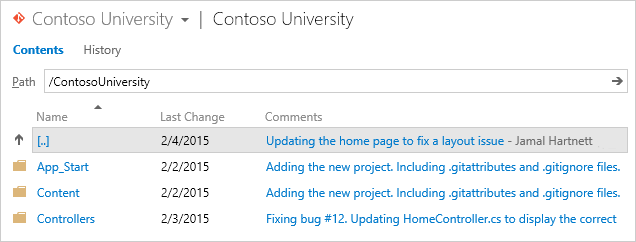 Contoso University | Contoso University
Contents History
Path /ContosoUniversity
Name Last Change Comments
[..] 2/4/2015 Updating the home page to fix a layout issue - Jamal Hartnett
App_Start 2/2/2015 Adding the new project. Including .gitattributes and .gitignore files.
Content 2/2/2015 Adding the new project. Including .gitattributes and .gitignore files.
Controllers 2/3/2015 Fixing bug #12. Updating HomeController.cs to display the correct